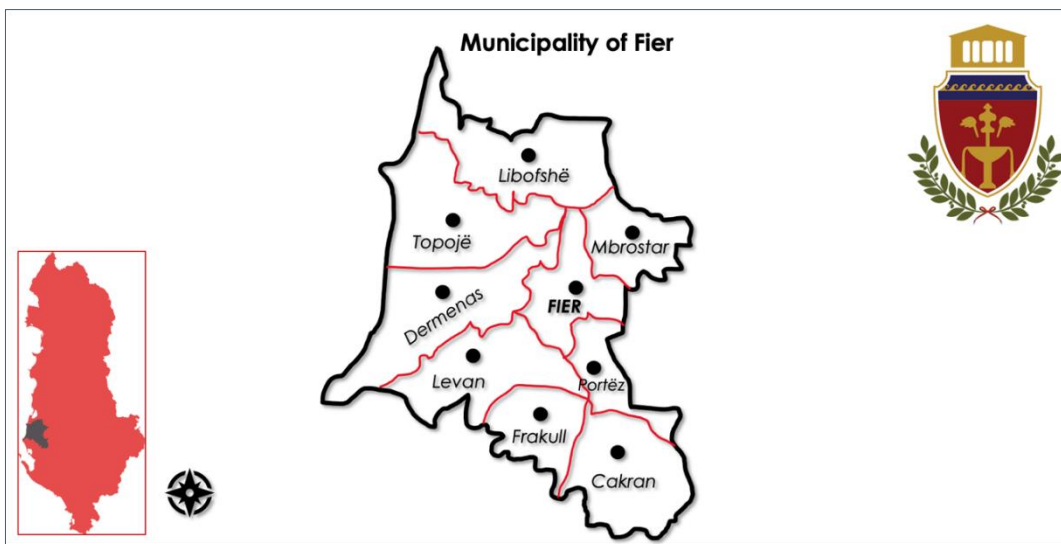 Municipality of Fier
Libofshë
Topojë
Mbrostar
Dermenas
FIER
Levan
Portëz
Frakull
Cakran